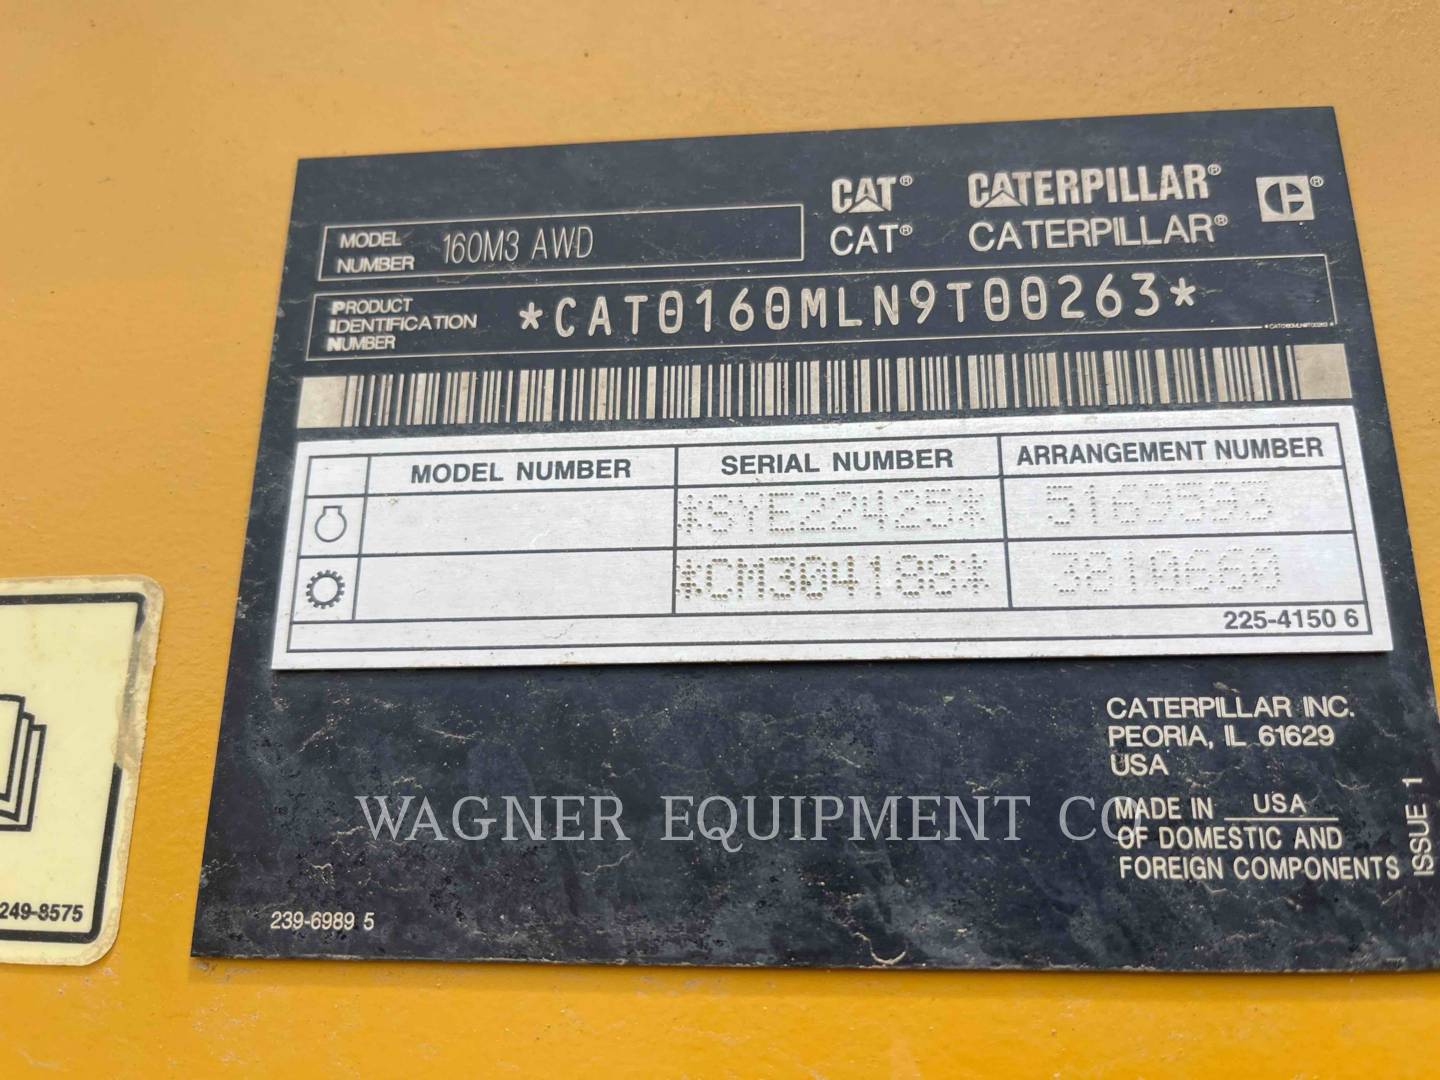 CAT® CATERPILLAR®
CAT® CATERPILLAR®
MODEL NUMBER 160M3 AWD
PRODUCT IDENTIFICATION NUMBER *CAT0160MLN9T00263*
*CAT0160MLN9T00263*
MODEL NUMBER SERIAL NUMBER ARRANGEMENT NUMBER
*SYE22425* 5169593
*CM304188* 3810660
225-4150 6
CATERPILLAR INC.
PEORIA, IL 61629
USA
MADE IN USA
OF DOMESTIC AND
FOREIGN COMPONENTS
ISSUE 1
WAGNER EQUIPMENT CO
239-6989 5
249-8575